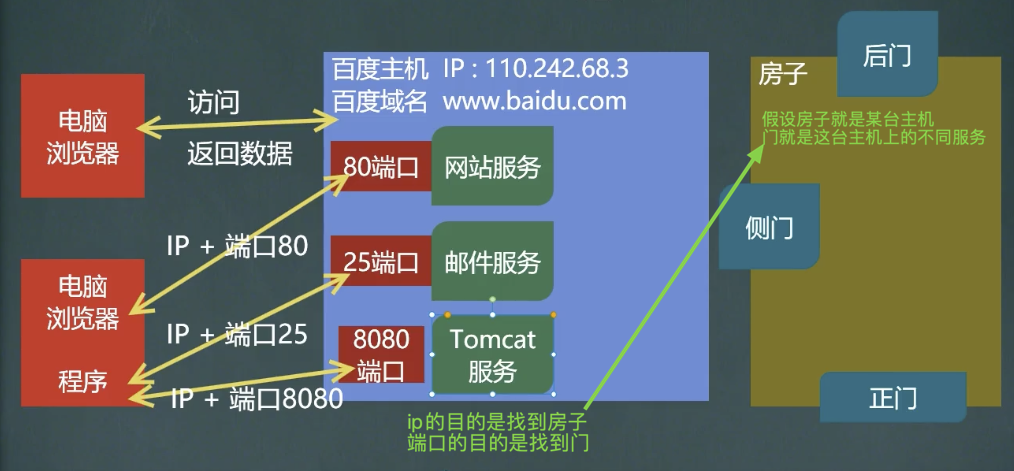 电脑
浏览器
访问
返回数据
百度主机 IP : 110.242.68.3
百度域名 www.baidu.com
80端口
网站服务
IP + 端口80
25端口
邮件服务
电脑
浏览器
程序
IP + 端口25
8080
端口
Tomcat
服务
IP + 端口8080
ip的目的是找到房子
端口的目的是找到门
后门
房子
假设房子就是某台主机
门就是这台主机上的不同服务
侧门
正门